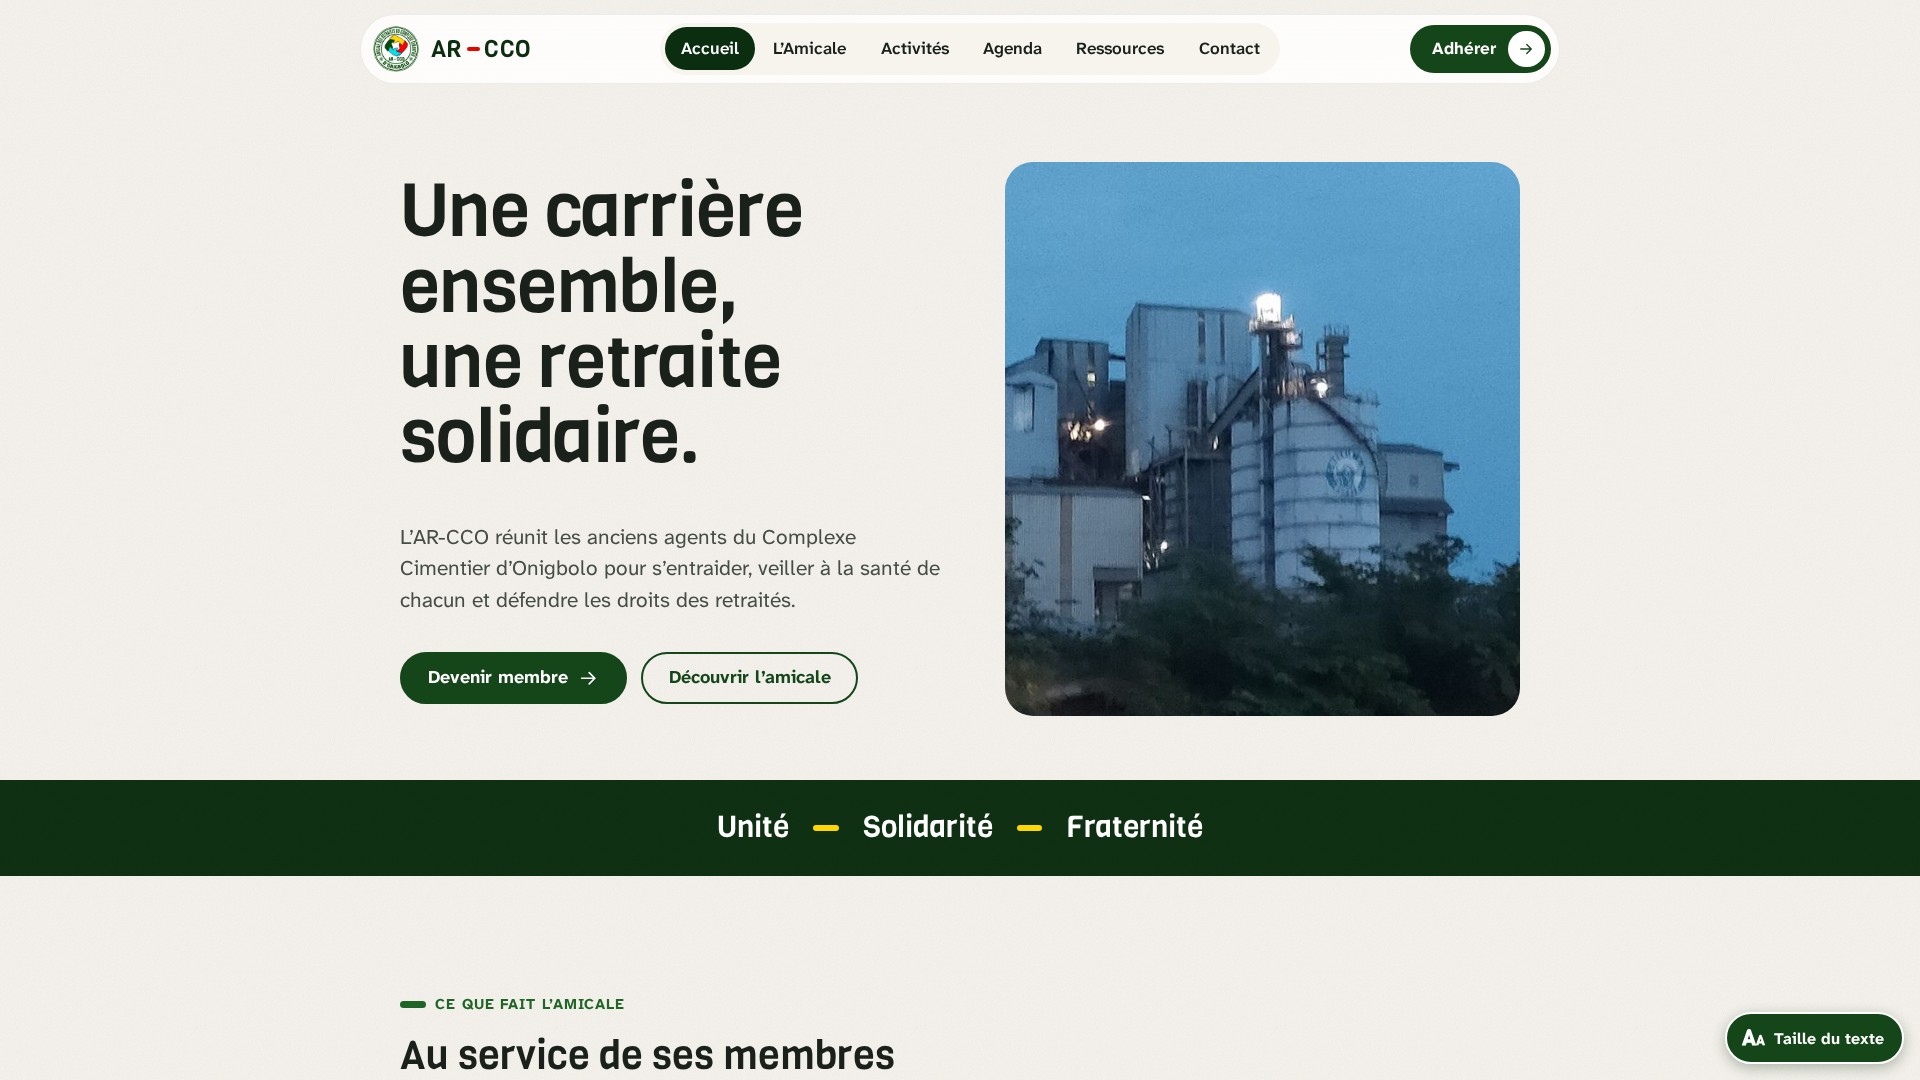 AR-CCO
Accueil
L’Amicale
Activités
Agenda
Ressources
Contact
Adhérer
Une carrière
ensemble,
une retraite
solidaire.
L’AR-CCO réunit les anciens agents du Complexe
Cimentier d’Onigbolo pour s’entraider, veiller à la santé de
chacun et défendre les droits des retraités.
Devenir membre
Découvrir l’amicale
Unité
Solidarité
Fraternité
CE QUE FAIT L’AMICALE
Au service de ses membres
AA Taille du texte